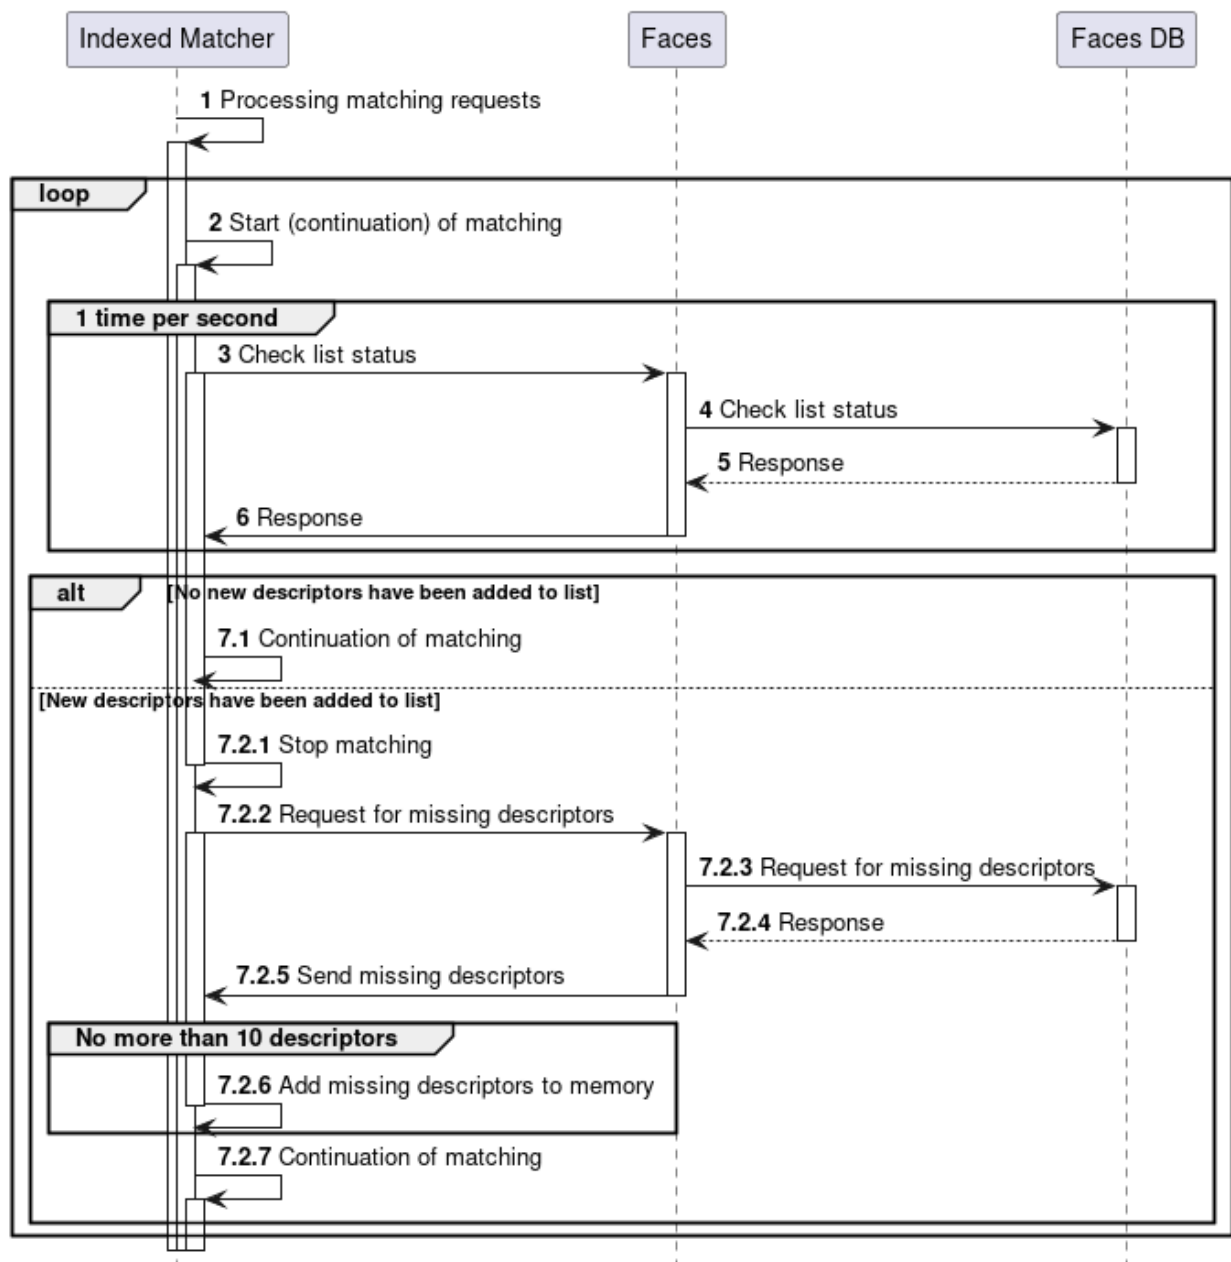 Indexed Matcher
Faces
Faces DB
1 Processing matching requests
loop
2 Start (continuation) of matching
1 time per second
3 Check list status
4 Check list status
5 Response
6 Response
alt
[No new descriptors have been added to list]
7.1 Continuation of matching
[New descriptors have been added to list]
7.2.1 Stop matching
7.2.2 Request for missing descriptors
7.2.3 Request for missing descriptors
7.2.4 Response
7.2.5 Send missing descriptors
No more than 10 descriptors
7.2.6 Add missing descriptors to memory
7.2.7 Continuation of matching